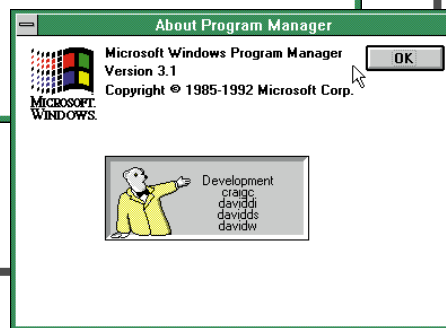 About Program Manager
Microsoft Windows Program Manager
Version 3.1
Copyright © 1985-1992 Microsoft Corp.
OK
MICROSOFT.
WINDOWS.
Development
craigc
daviddi
davidds
davidw